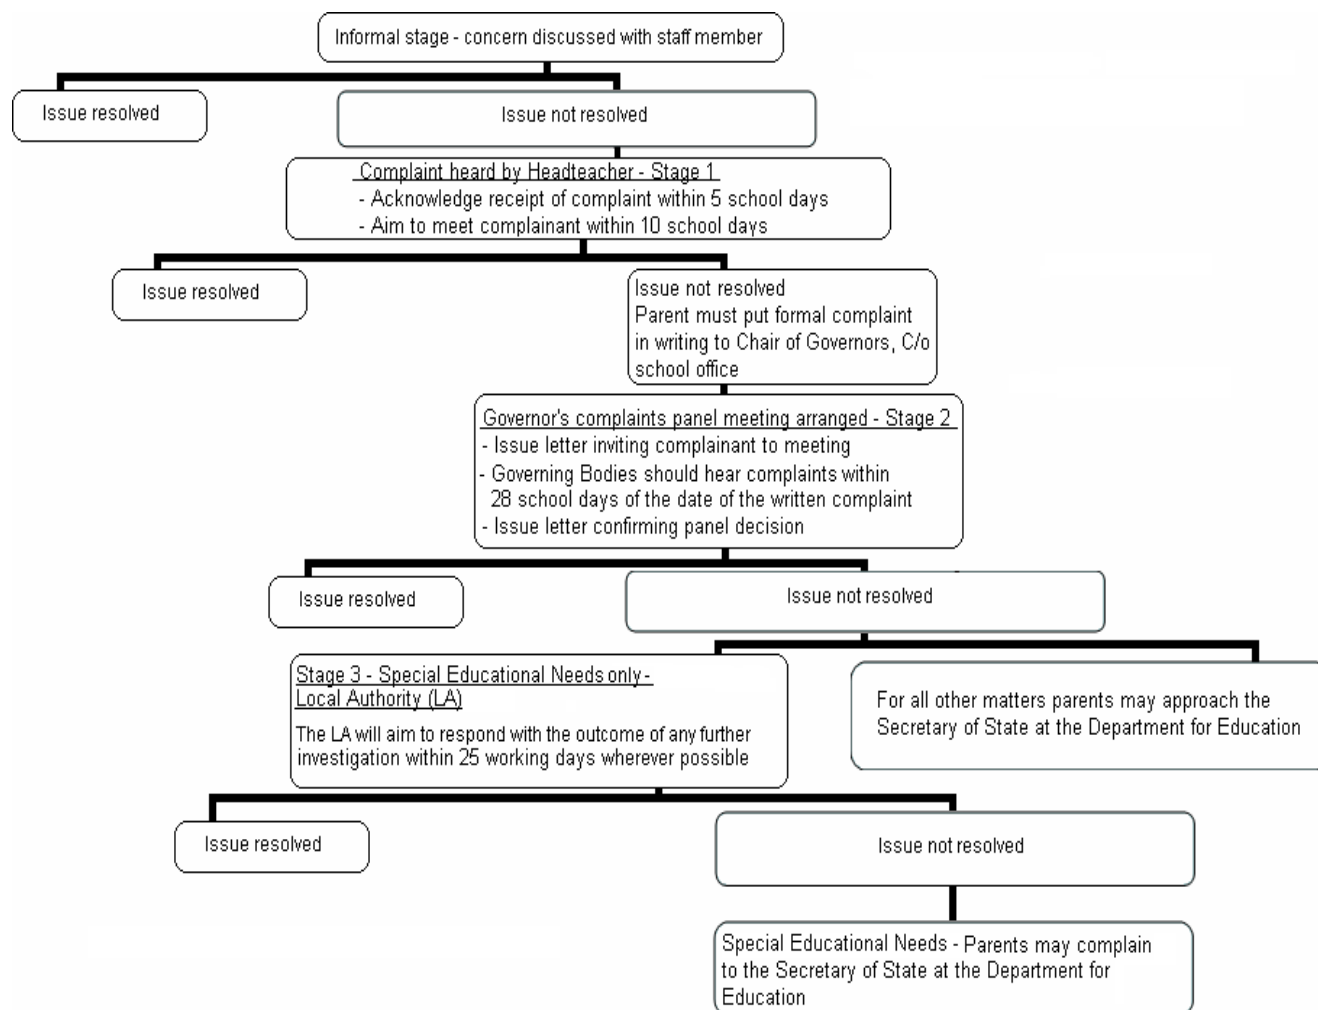 Informal stage - concern discussed with staff member
Issue resolved
Issue not resolved
Complaint heard by Headteacher - Stage 1
- Acknowledge receipt of complaint within 5 school days
- Aim to meet complainant within 10 school days
Issue resolved
Issue not resolved
Parent must put formal complaint
in writing to Chair of Governors, C/o
school office
Governor's complaints panel meeting arranged - Stage 2
- Issue letter inviting complainant to meeting
- Governing Bodies should hear complaints within
28 school days of the date of the written complaint
- Issue letter confirming panel decision
Issue resolved
Issue not resolved
Stage 3 - Special Educational Needs only -
Local Authority (LA)
The LA will aim to respond with the outcome of any further
investigation within 25 working days wherever possible
For all other matters parents may approach the
Secretary of State at the Department for Education
Issue resolved
Issue not resolved
Special Educational Needs - Parents may complain
to the Secretary of State at the Department for
Education